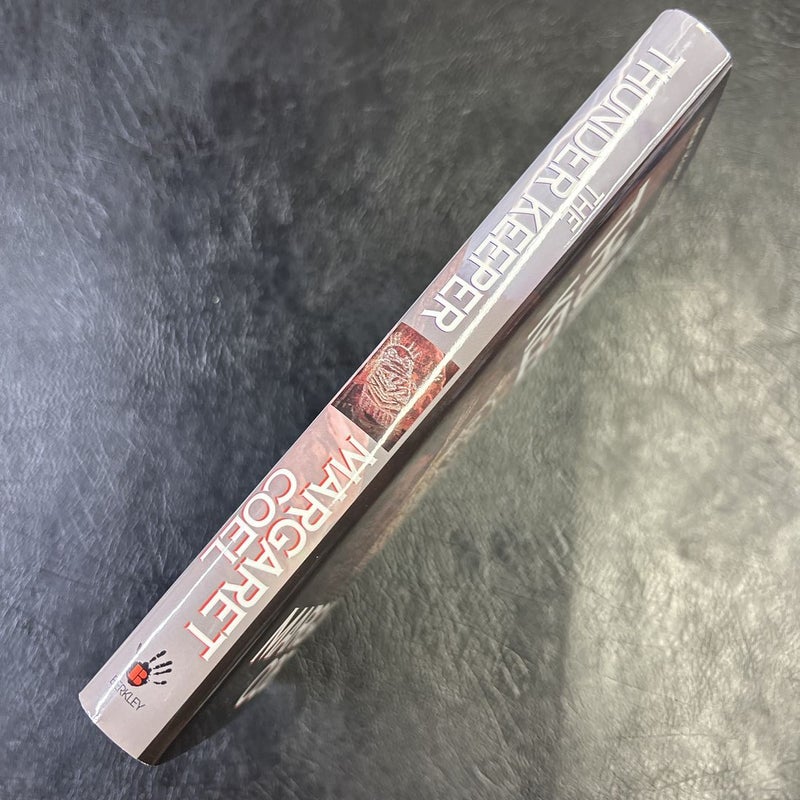 THE
THUNDER KEEPER
MARGARET
COEL
BERKLEY